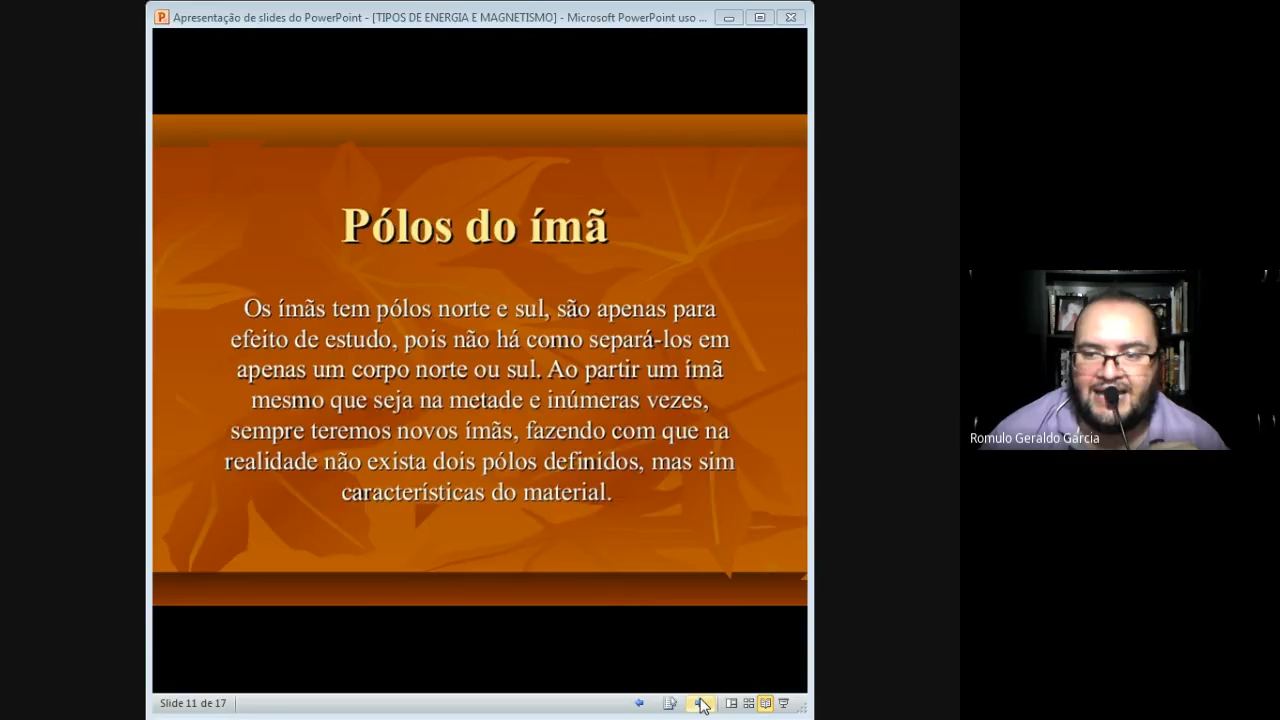 Apresentação de slides do PowerPoint - [TIPOS DE ENERGIA E MAGNETISMO] - Microsoft PowerPoint uso ...
Pólos do ímã
Os ímãs tem pólos norte e sul, são apenas para
efeito de estudo, pois não há como separá-los em
apenas um corpo norte ou sul. Ao partir um ímã
mesmo que seja na metade e inúmeras vezes,
sempre teremos novos ímãs, fazendo com que na
realidade não exista dois pólos definidos, mas sim
características do material.
Romulo Geraldo Garcia
Slide 11 de 17